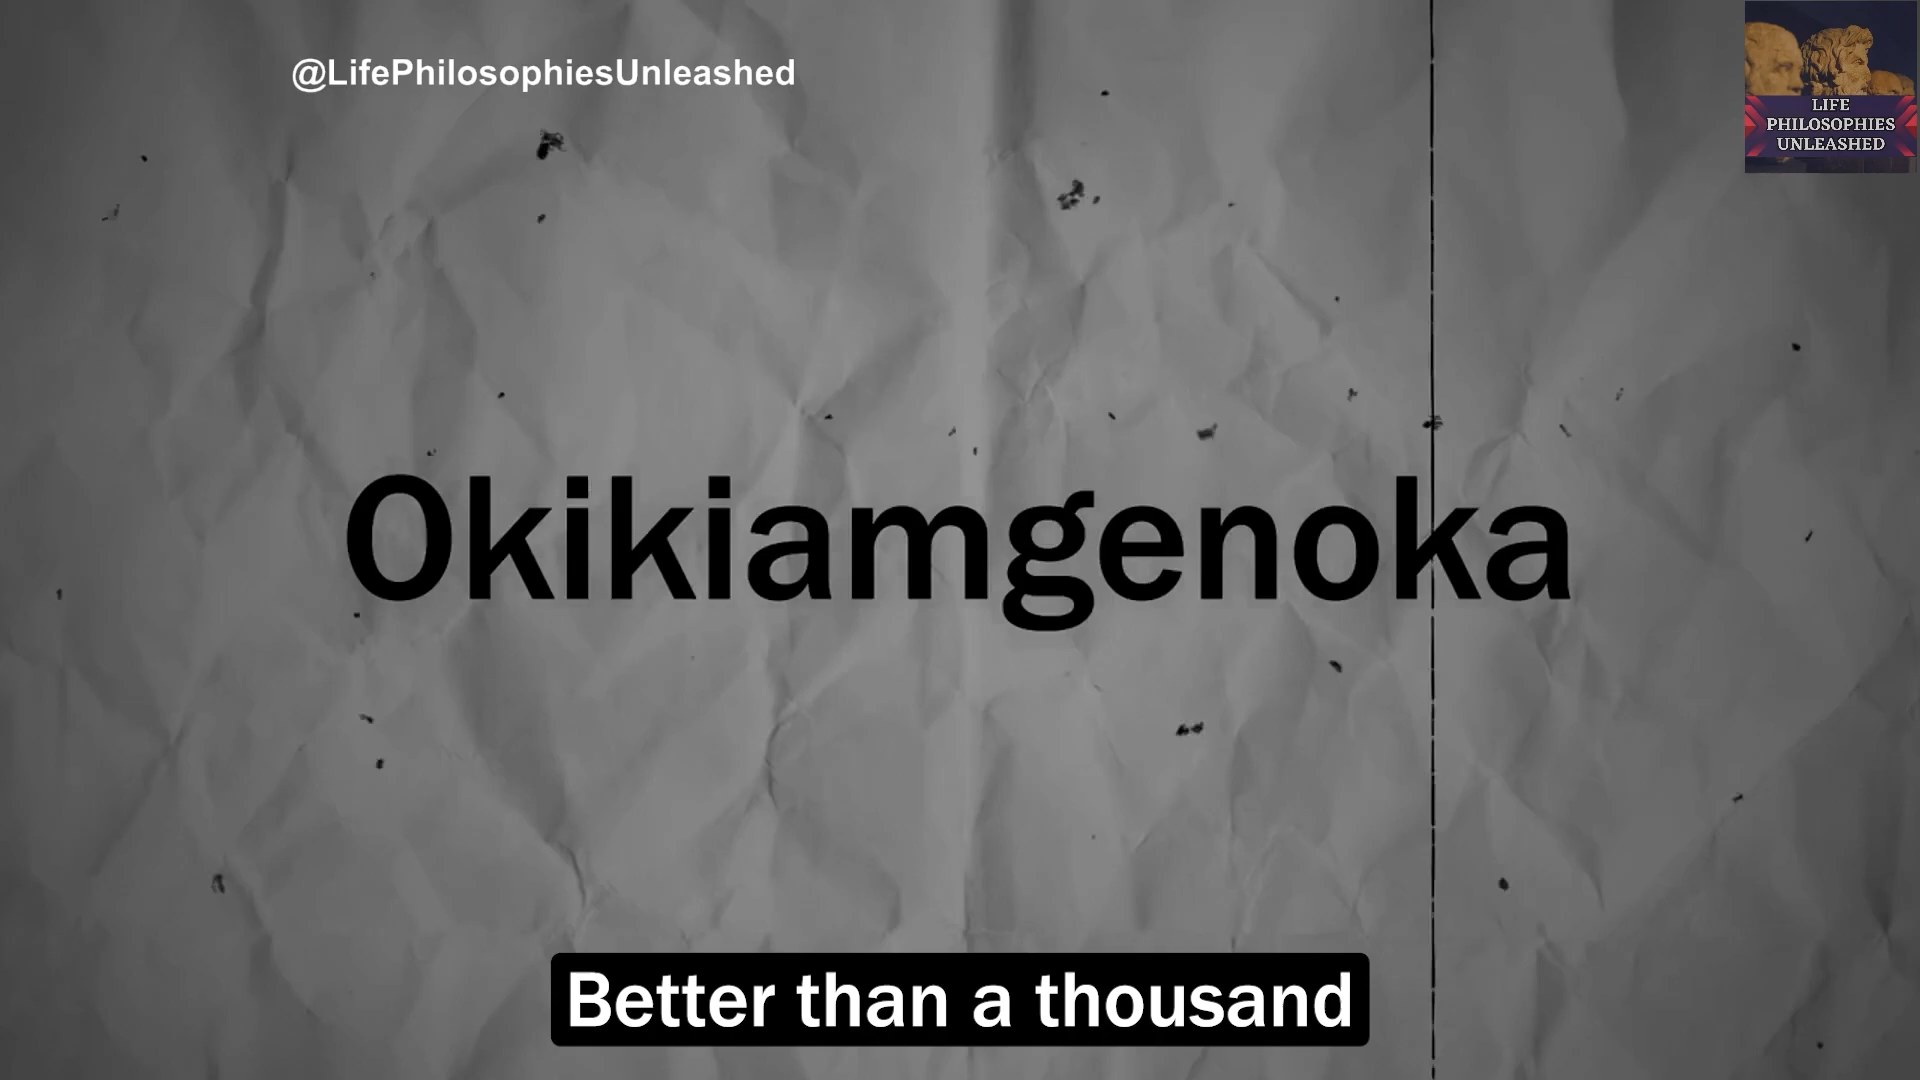 @LifePhilosophiesUnleashed
LIFE
PHILOSOPHIES
UNLEASHED
Okikiamgenoka
Better than a thousand